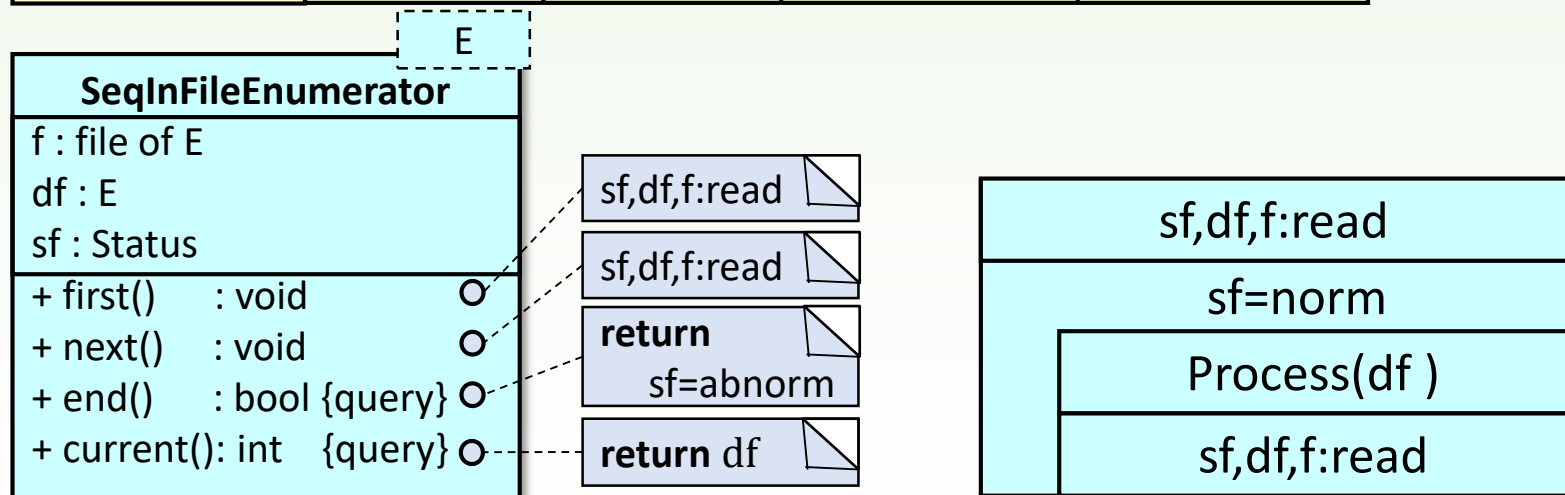 E
SeqInFileEnumerator
f : file of E
df : E
sf : Status
+ first() : void
+ next() : void
+ end() : bool {query}
+ current(): int {query}
sf,df,f:read
sf,df,f:read
return
sf=abnorm
return df
sf,df,f:read
sf=norm
Process(df )
sf,df,f:read